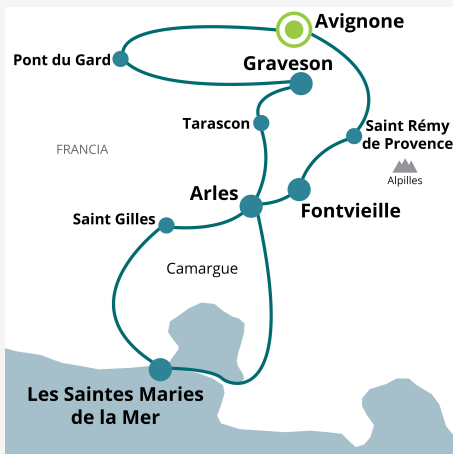 Avignone
Pont du Gard
Graveson
Tarascon
Saint Rémy
de Provence
FRANCIA
Alpilles
Arles
Fontvieille
Saint Gilles
Camargue
Les Saintes Maries
de la Mer